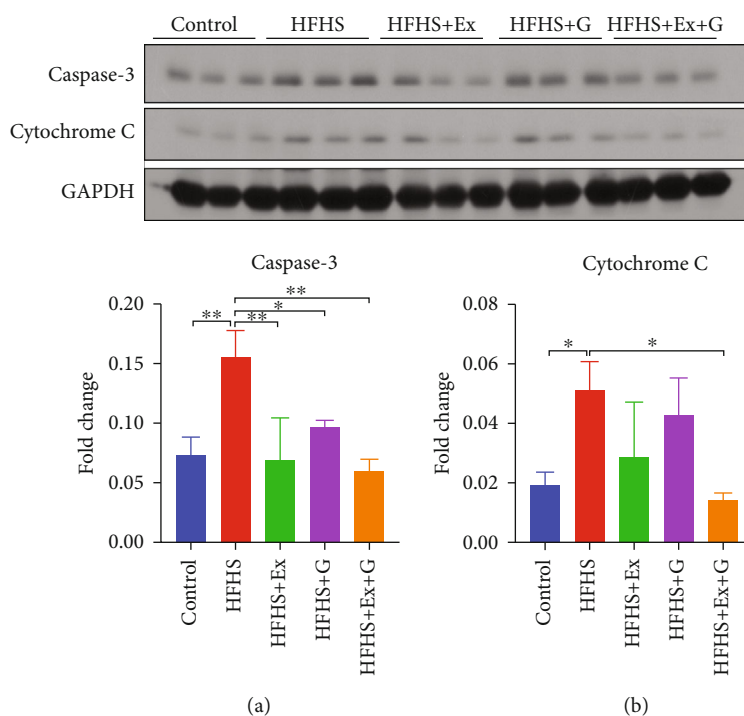 Control HFHS HFHS+Ex HFHS+G HFHS+Ex+G
Caspase-3
Cytochrome C
GAPDH
Caspase-3
0.20
0.15
0.10
0.05
0.00
Fold change
** ** * **
Control HFHS HFHS+Ex HFHS+G HFHS+Ex+G
(a)
Cytochrome C
0.08
0.06
0.04
0.02
0.00
Fold change
* *
Control HFHS HFHS+Ex HFHS+G HFHS+Ex+G
(b)